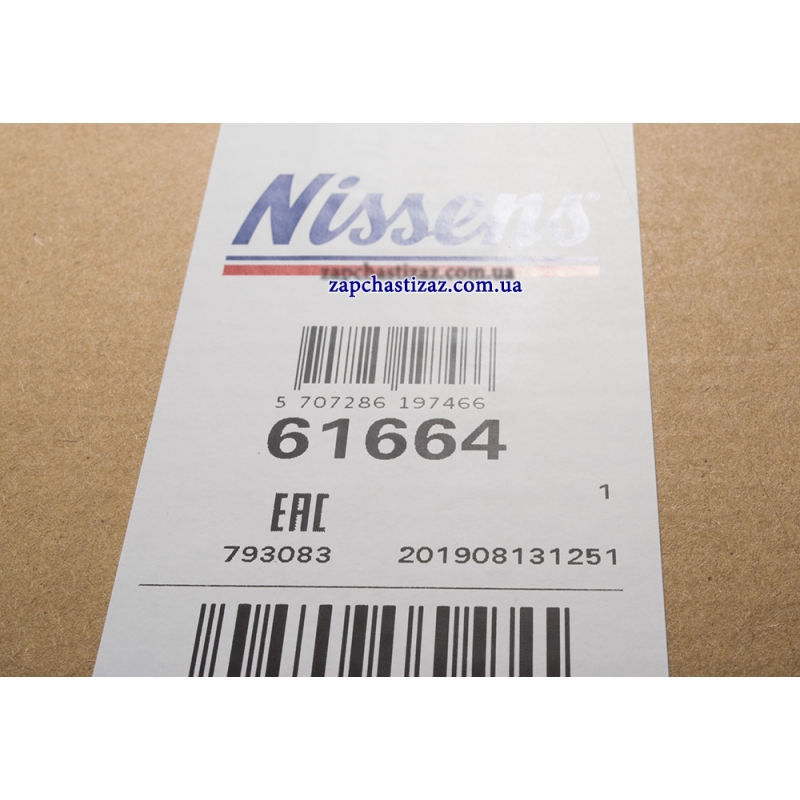 Nissens®
zapchastizaz.com.ua
zapchastizaz.com.ua
5 707286 197466
61664
1
EAC
793083 201908131251